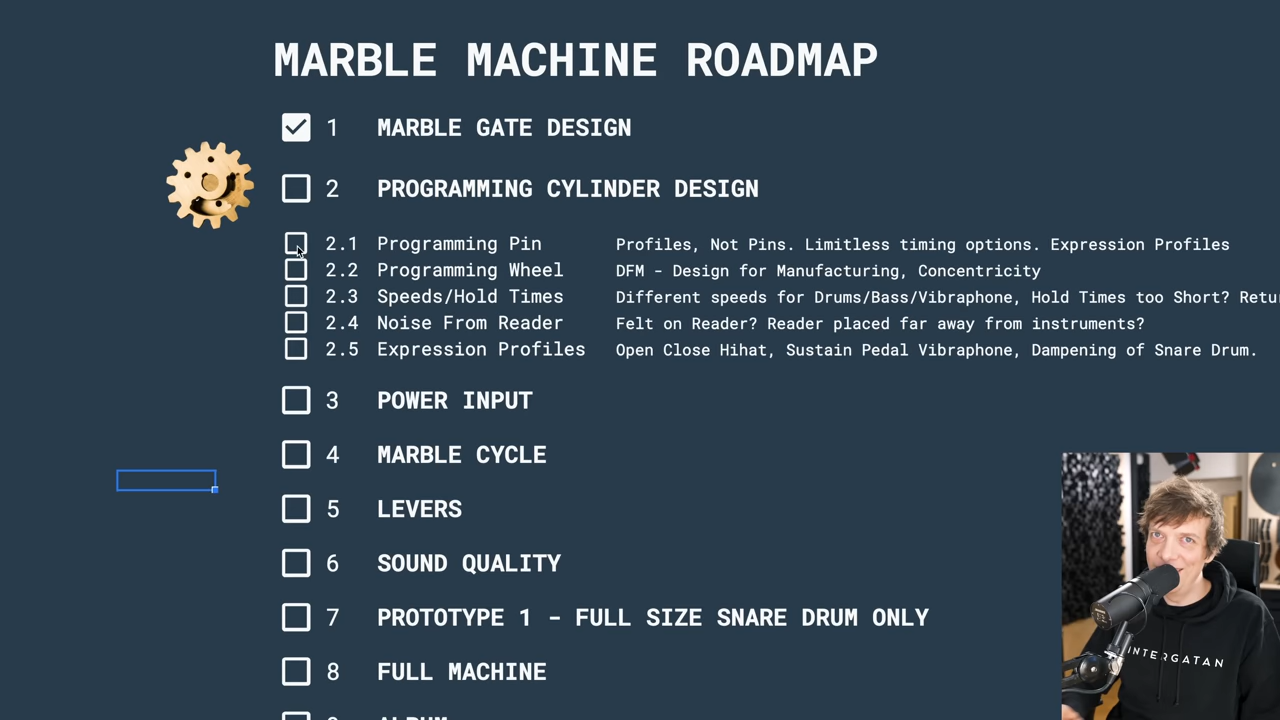 MARBLE MACHINE ROADMAP
1 MARBLE GATE DESIGN
2 PROGRAMMING CYLINDER DESIGN
2.1 Programming Pin Profiles, Not Pins. Limitless timing options. Expression Profiles
2.2 Programming Wheel DFM - Design for Manufacturing, Concentricity
2.3 Speeds/Hold Times Different speeds for Drums/Bass/Vibraphone, Hold Times too Short? Retu
2.4 Noise From Reader Felt on Reader? Reader placed far away from instruments?
2.5 Expression Profiles Open Close Hihat, Sustain Pedal Vibraphone, Dampening of Snare Drum.
3 POWER INPUT
4 MARBLE CYCLE
5 LEVERS
6 SOUND QUALITY
7 PROTOTYPE 1 - FULL SIZE SNARE DRUM ONLY
8 FULL MACHINE
INTERGATAN